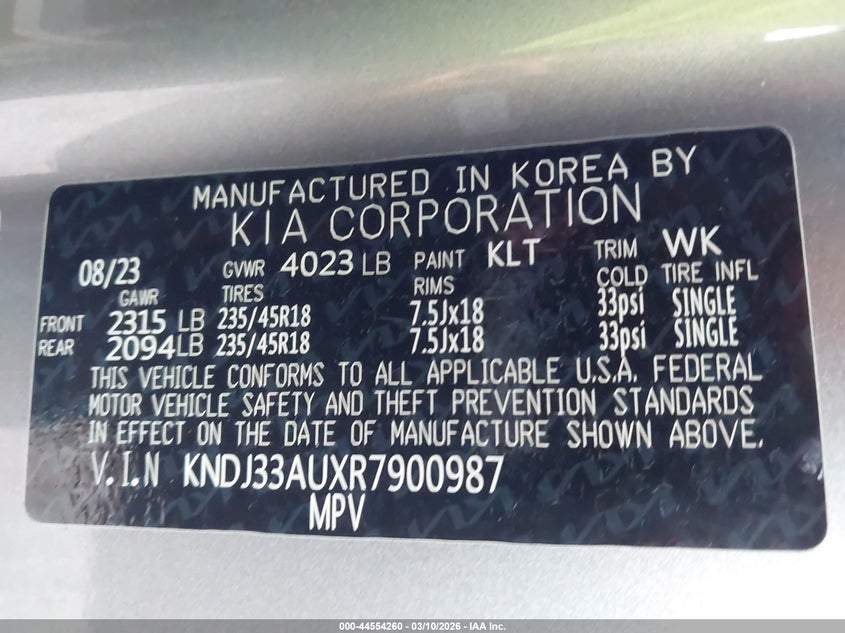 MANUFACTURED IN KOREA BY
KIA CORPORATION
08/23 GVWR 4023 LB PAINT KLT TRIM WK
GAWR TIRES RIMS COLD TIRE INFL
FRONT 2315 LB 235/45R18 7.5Jx18 33psi SINGLE
REAR 2094 LB 235/45R18 7.5Jx18 33psi SINGLE
THIS VEHICLE CONFORMS TO ALL APPLICABLE U.S.A. FEDERAL
MOTOR VEHICLE SAFETY AND THEFT PREVENTION STANDARDS
IN EFFECT ON THE DATE OF MANUFACTURE SHOWN ABOVE.
V.I.N KNDJ33AUXR7900987
MPV
000-44554260 - 03/10/2026 - IAA Inc.